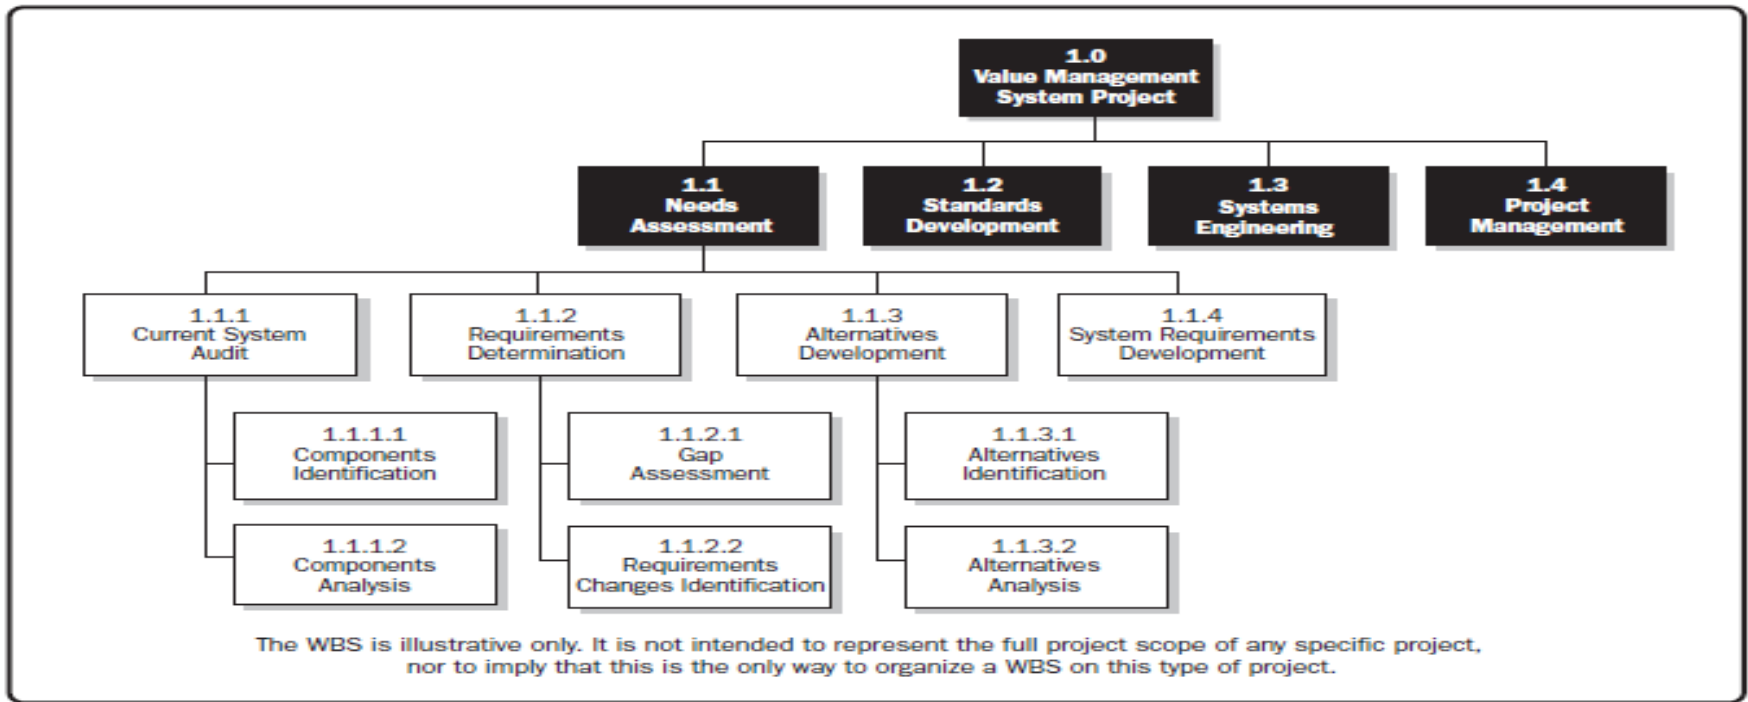 1.0
Value Management
System Project
1.1
Needs
Assessment
1.2
Standards
Development
1.3
Systems
Engineering
1.4
Project
Management
1.1.1
Current System
Audit
1.1.2
Requirements
Determination
1.1.3
Alternatives
Development
1.1.4
System Requirements
Development
1.1.1.1
Components
Identification
1.1.2.1
Gap
Assessment
1.1.3.1
Alternatives
Identification
1.1.1.2
Components
Analysis
1.1.2.2
Requirements
Changes Identification
1.1.3.2
Alternatives
Analysis
The WBS is illustrative only. It is not intended to represent the full project scope of any specific project,
nor to imply that this is the only way to organize a WBS on this type of project.